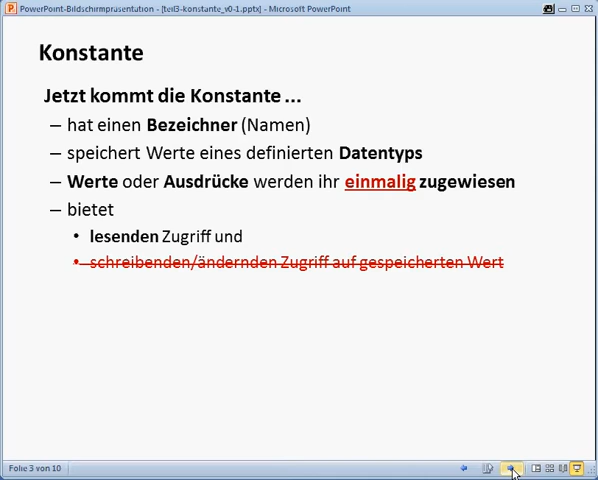 PowerPoint-Bildschirmpräsentation - [teil3-konstante_v0-1.pptx] - Microsoft PowerPoint
Konstante
Jetzt kommt die Konstante ...
– hat einen Bezeichner (Namen)
– speichert Werte eines definierten Datentyps
– Werte oder Ausdrücke werden ihr einmalig zugewiesen
– bietet
• lesenden Zugriff und
• schreibenden/ändernden Zugriff auf gespeicherten Wert
Folie 3 von 10